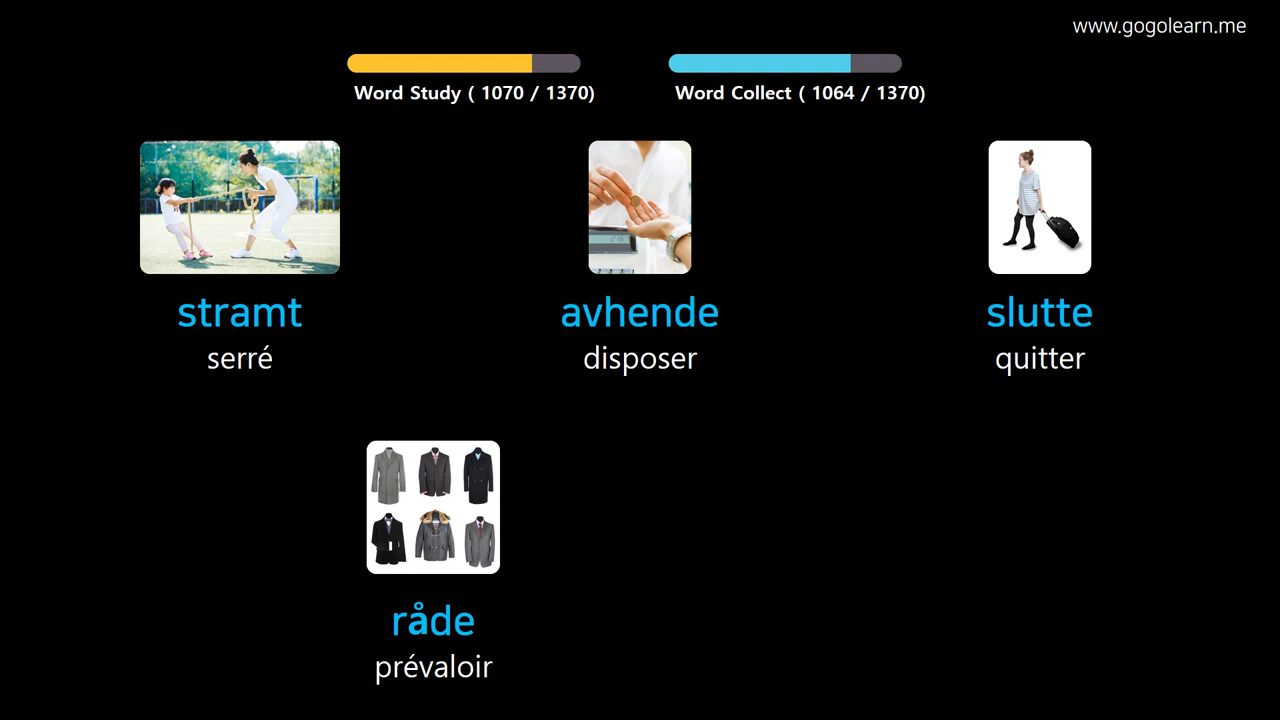 www.gogolearn.me
Word Study ( 1070 / 1370)
Word Collect ( 1064 / 1370)
stramt
serré
avhende
disposer
slutte
quitter
råde
prévaloir